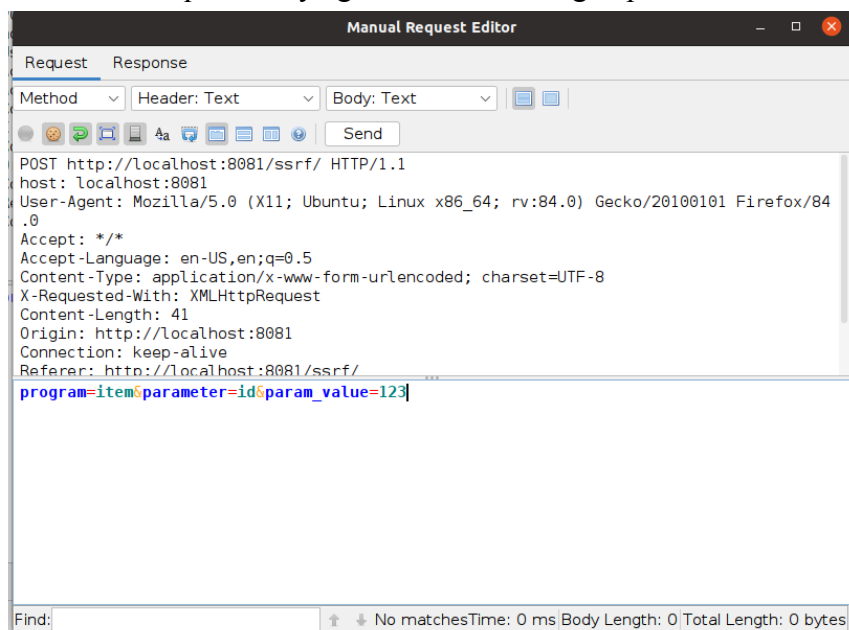 Manual Request Editor
Request Response
Method Header: Text Body: Text
Send
POST http://localhost:8081/ssrf/ HTTP/1.1
host: localhost:8081
User-Agent: Mozilla/5.0 (X11; Ubuntu; Linux x86_64; rv:84.0) Gecko/20100101 Firefox/84
.0
Accept: */*
Accept-Language: en-US,en;q=0.5
Content-Type: application/x-www-form-urlencoded; charset=UTF-8
X-Requested-With: XMLHttpRequest
Content-Length: 41
Origin: http://localhost:8081
Connection: keep-alive
Referer: http://localhost:8081/ssrf/
program=item&parameter=id&param_value=123
Find: No matches Time: 0 ms Body Length: 0 Total Length: 0 bytes